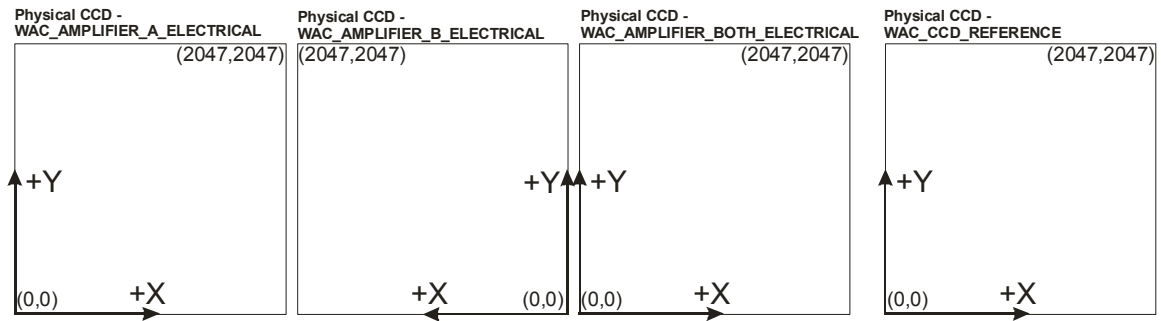 Physical CCD -
WAC_AMPLIFIER_A_ELECTRICAL
(2047,2047)
+Y
(0,0)
+X
Physical CCD -
WAC_AMPLIFIER_B_ELECTRICAL
(2047,2047)
+Y
+X
(0,0)
Physical CCD -
WAC_AMPLIFIER_BOTH_ELECTRICAL
(2047,2047)
+Y
(0,0)
+X
Physical CCD -
WAC_CCD_REFERENCE
(2047,2047)
+Y
(0,0)
+X